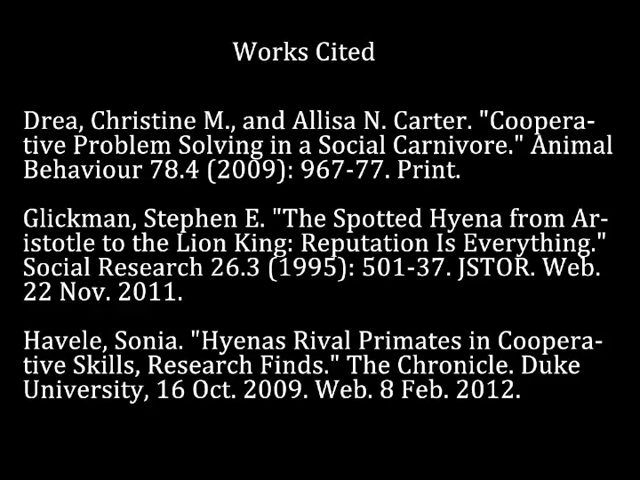 Works Cited
Drea, Christine M., and Allisa N. Carter. "Coopera-
tive Problem Solving in a Social Carnivore." Animal
Behaviour 78.4 (2009): 967-77. Print.
Glickman, Stephen E. "The Spotted Hyena from Ar-
istotle to the Lion King: Reputation Is Everything."
Social Research 26.3 (1995): 501-37. JSTOR. Web.
22 Nov. 2011.
Havele, Sonia. "Hyenas Rival Primates in Coopera-
tive Skills, Research Finds." The Chronicle. Duke
University, 16 Oct. 2009. Web. 8 Feb. 2012.